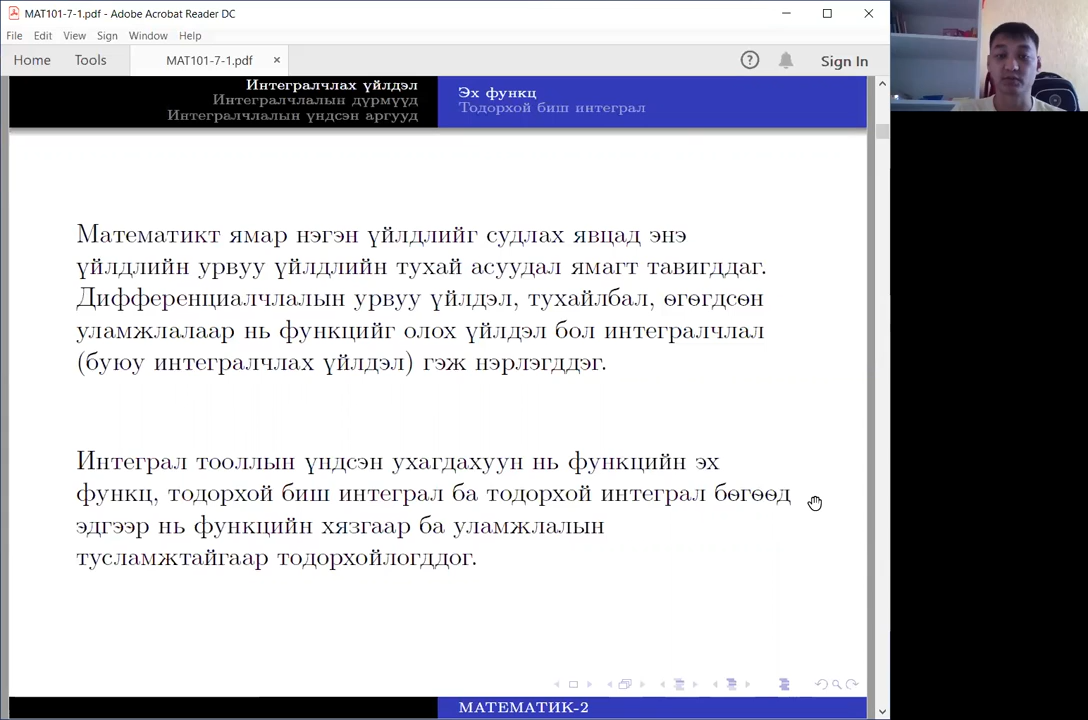 MAT101-7-1.pdf - Adobe Acrobat Reader DC
File Edit View Sign Window Help
Home Tools MAT101-7-1.pdf × Sign In
Интегралчлах үйлдэл
Интегралчлалын дүрмүүд
Интегралчлалын үндсэн аргууд
Эх функц
Тодорхой биш интеграл
Математикт ямар нэгэн үйлдлийг судлах явцад энэ
үйлдлийн урвуу үйлдлийн тухай асуудал ямагт тавигддаг.
Дифференциалчлалын урвуу үйлдэл, тухайлбал, өгөгдсөн
уламжлалаар нь функцийг олох үйлдэл бол интегралчлал
(буюу интегралчлах үйлдэл) гэж нэрлэгддэг.
Интеграл тооллын үндсэн ухагдахуун нь функцийн эх
функц, тодорхой биш интеграл ба тодорхой интеграл бөгөөд
эдгээр нь функцийн хязгаар ба уламжлалын
тусламжтайгаар тодорхойлогддог.
МАТЕМАТИК-2